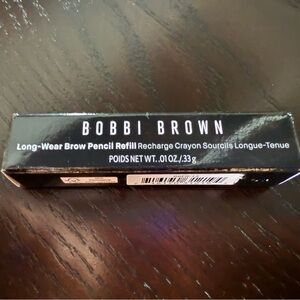 BOBBI BROWN
Long-Wear Brow Pencil Refill Recharge Crayon Sourcils Longue-Tenue
POIDS NET WT. .01 OZ./.33 g